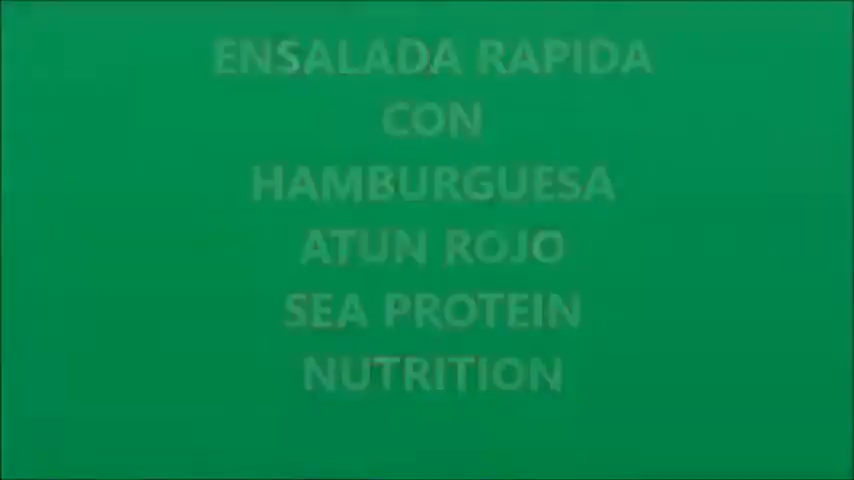 ENSALADA RAPIDA
CON
HAMBURGUESA
ATUN ROJO
SEA PROTEIN
NUTRITION